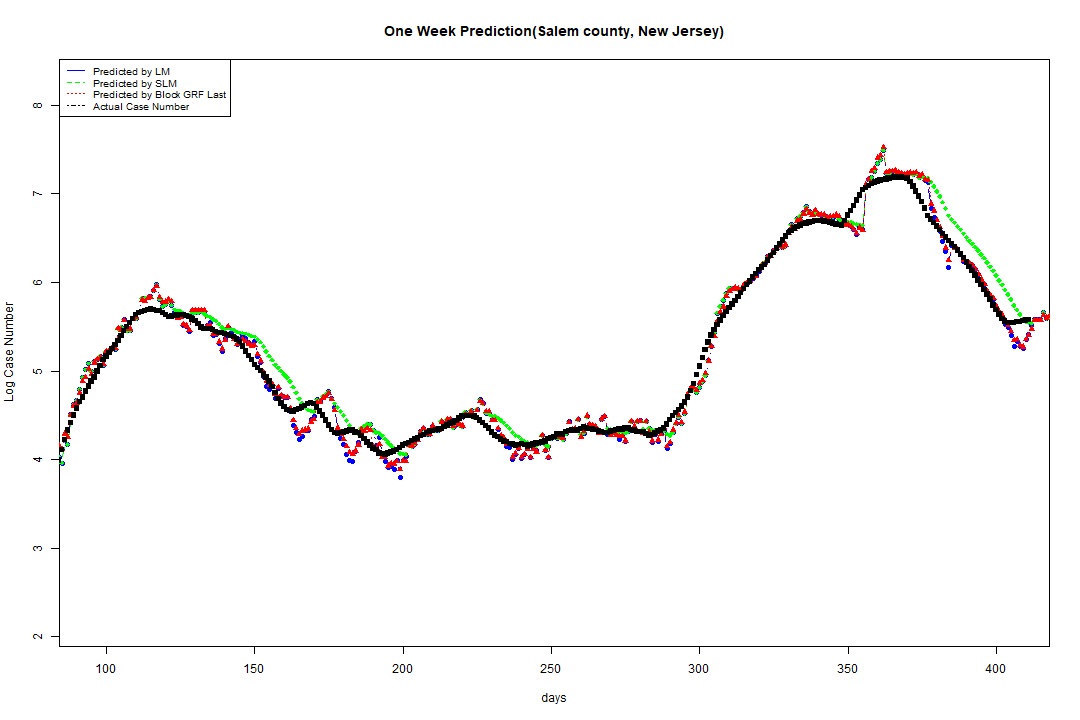 One Week Prediction(Salem county, New Jersey)
Predicted by LM
Predicted by SLM
Predicted by Block GRF Last
Actual Case Number
8
7
6
5
4
3
2
Log Case Number
100 150 200 250 300 350 400
days